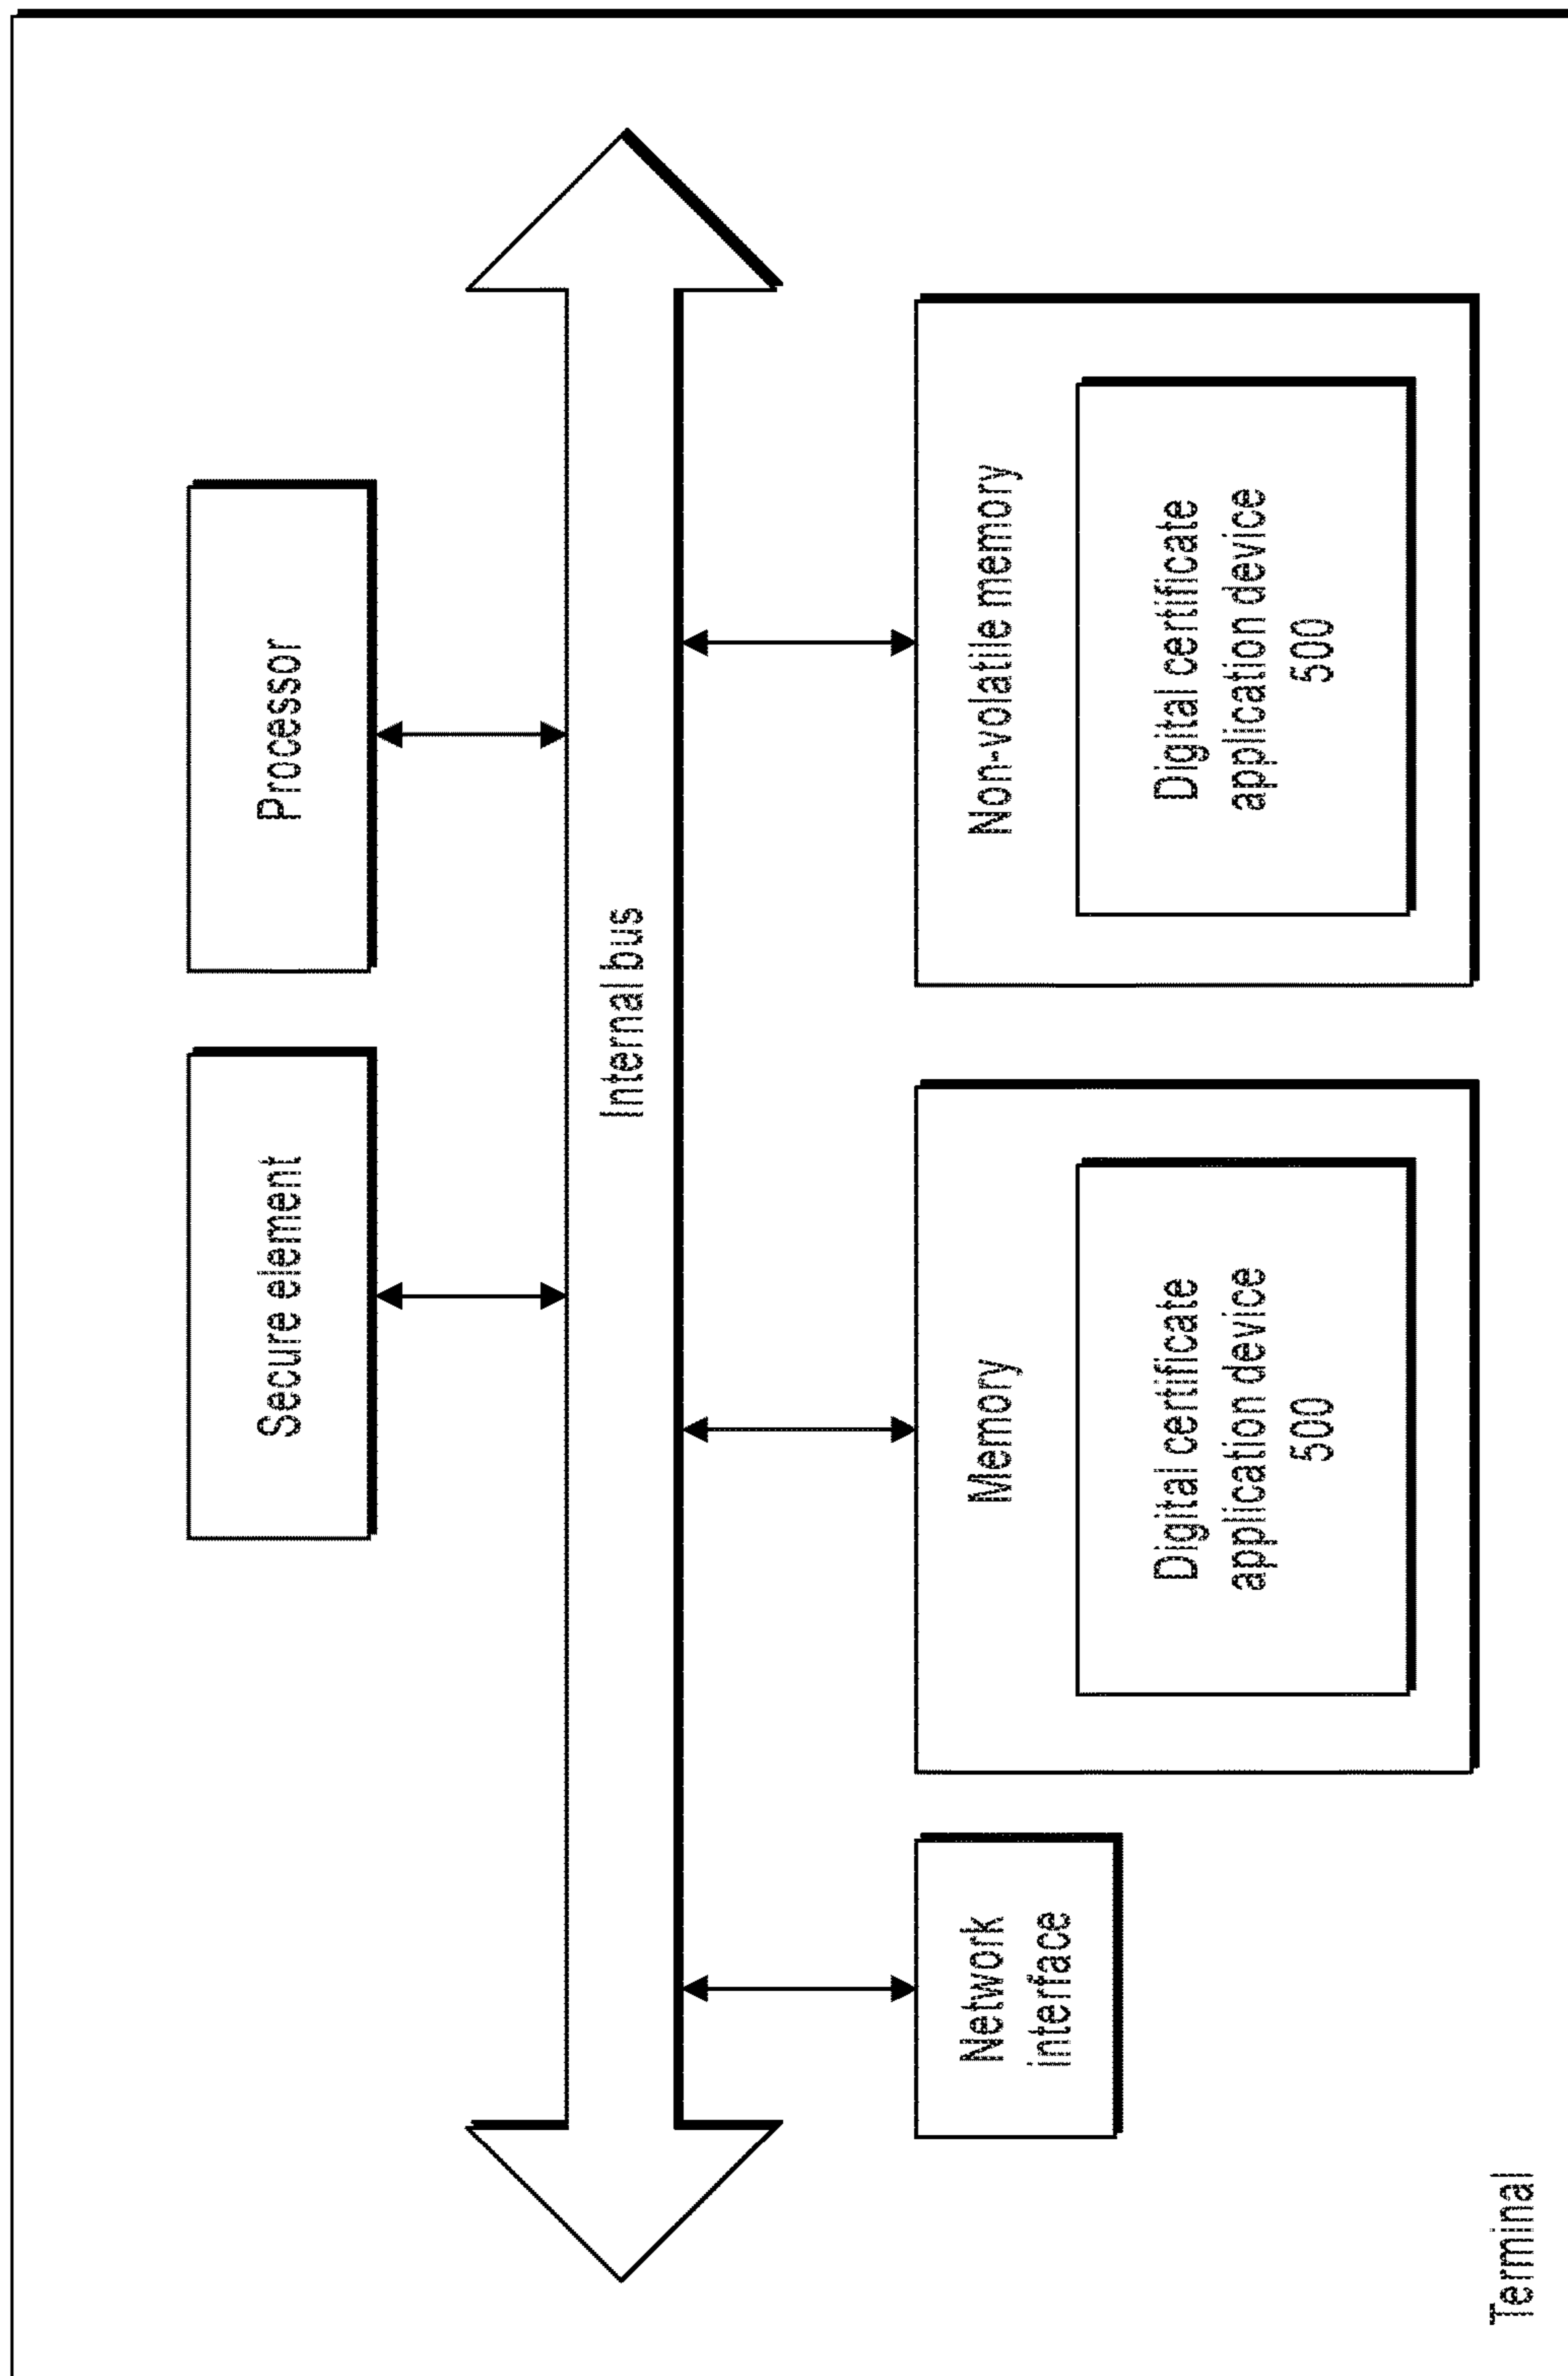 Secure element
Processor
Internal bus
Network
interface
Memory
Digital certificate
application device
500
Non-volatile memory
Digital certificate
application device
500
Terminal